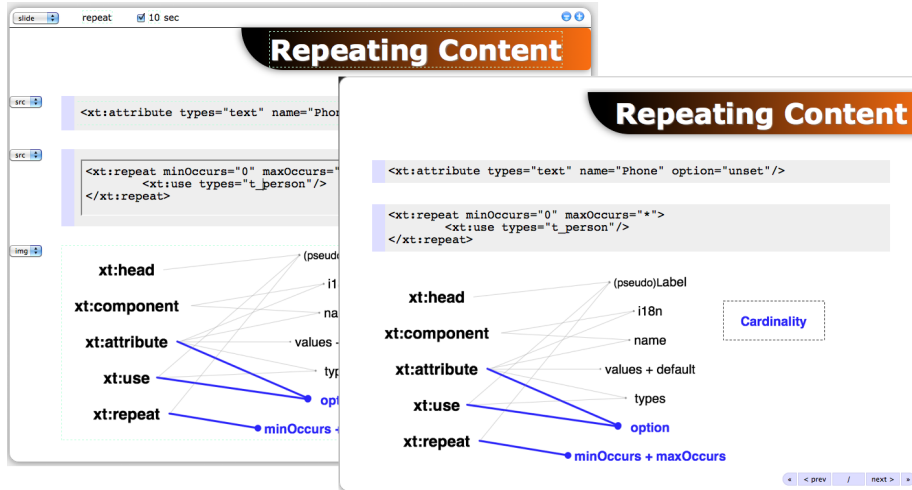 slide repeat 10 sec
Repeating Content
src
<xt:attribute types="text" name="Phon
src
<xt:repeat minOccurs="0" maxOccurs="
<xt:use types="t_person"/>
</xt:repeat>
img
xt:head
xt:component
xt:attribute
xt:use
xt:repeat
(pseudo
i1
na
values -
typ
opt
minOccurs +
Repeating Content
<xt:attribute types="text" name="Phone" option="unset"/>
<xt:repeat minOccurs="0" maxOccurs="*">
<xt:use types="t_person"/>
</xt:repeat>
xt:head
xt:component
xt:attribute
xt:use
xt:repeat
(pseudo)Label
i18n
name
values + default
types
option
minOccurs + maxOccurs
Cardinality
« < prev / next > »